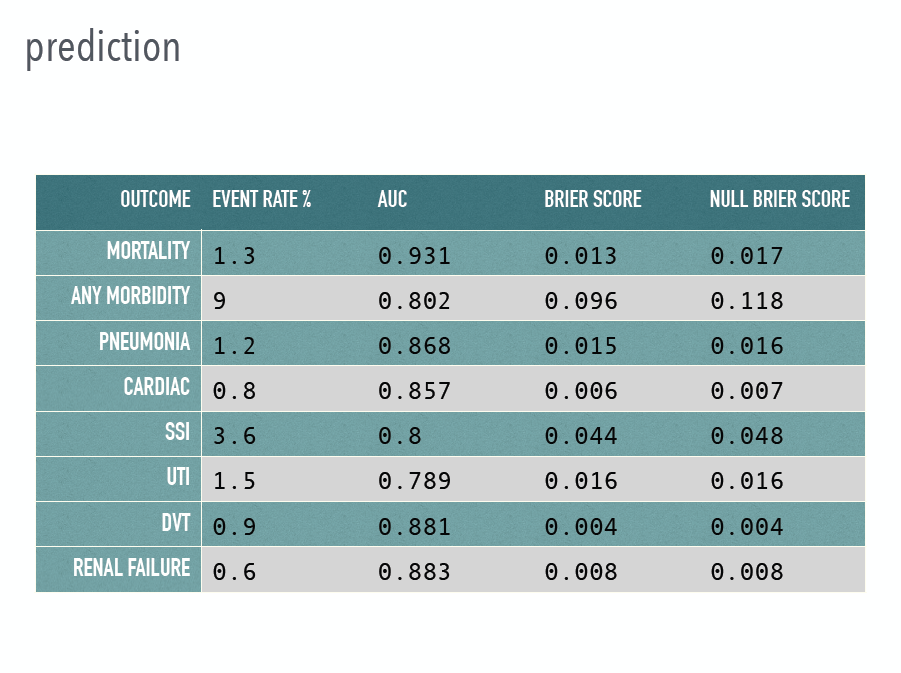 prediction
OUTCOME EVENT RATE % AUC BRIER SCORE NULL BRIER SCORE
MORTALITY 1.3 0.931 0.013 0.017
ANY MORBIDITY 9 0.802 0.096 0.118
PNEUMONIA 1.2 0.868 0.015 0.016
CARDIAC 0.8 0.857 0.006 0.007
SSI 3.6 0.8 0.044 0.048
UTI 1.5 0.789 0.016 0.016
DVT 0.9 0.881 0.004 0.004
RENAL FAILURE 0.6 0.883 0.008 0.008